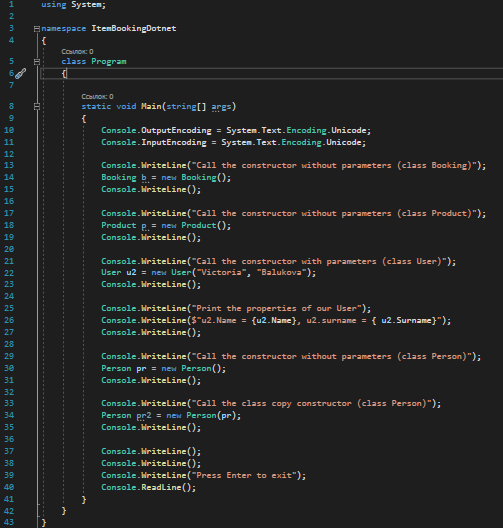 1 using System;
2
3 namespace ItemBookingDotnet
4 {
Ссылок: 0
5 class Program
6 {
7
Ссылок: 0
8 static void Main(string[] args)
9 {
10 Console.OutputEncoding = System.Text.Encoding.Unicode;
11 Console.InputEncoding = System.Text.Encoding.Unicode;
12
13 Console.WriteLine("Call the constructor without parameters (class Booking)");
14 Booking b = new Booking();
15 Console.WriteLine();
16
17 Console.WriteLine("Call the constructor without parameters (class Product)");
18 Product p = new Product();
19 Console.WriteLine();
20
21 Console.WriteLine("Call the constructor with parameters (class User)");
22 User u2 = new User("Victoria", "Balukova");
23 Console.WriteLine();
24
25 Console.WriteLine("Print the properties of our User");
26 Console.WriteLine($"u2.Name = {u2.Name}, u2.surname = { u2.Surname}");
27 Console.WriteLine();
28
29 Console.WriteLine("Call the constructor without parameters (class Person)");
30 Person pr = new Person();
31 Console.WriteLine();
32
33 Console.WriteLine("Call the class copy constructor (class Person)");
34 Person pr2 = new Person(pr);
35 Console.WriteLine();
36
37 Console.WriteLine();
38 Console.WriteLine();
39 Console.WriteLine("Press Enter to exit");
40 Console.ReadLine();
41 }
42 }
43 }